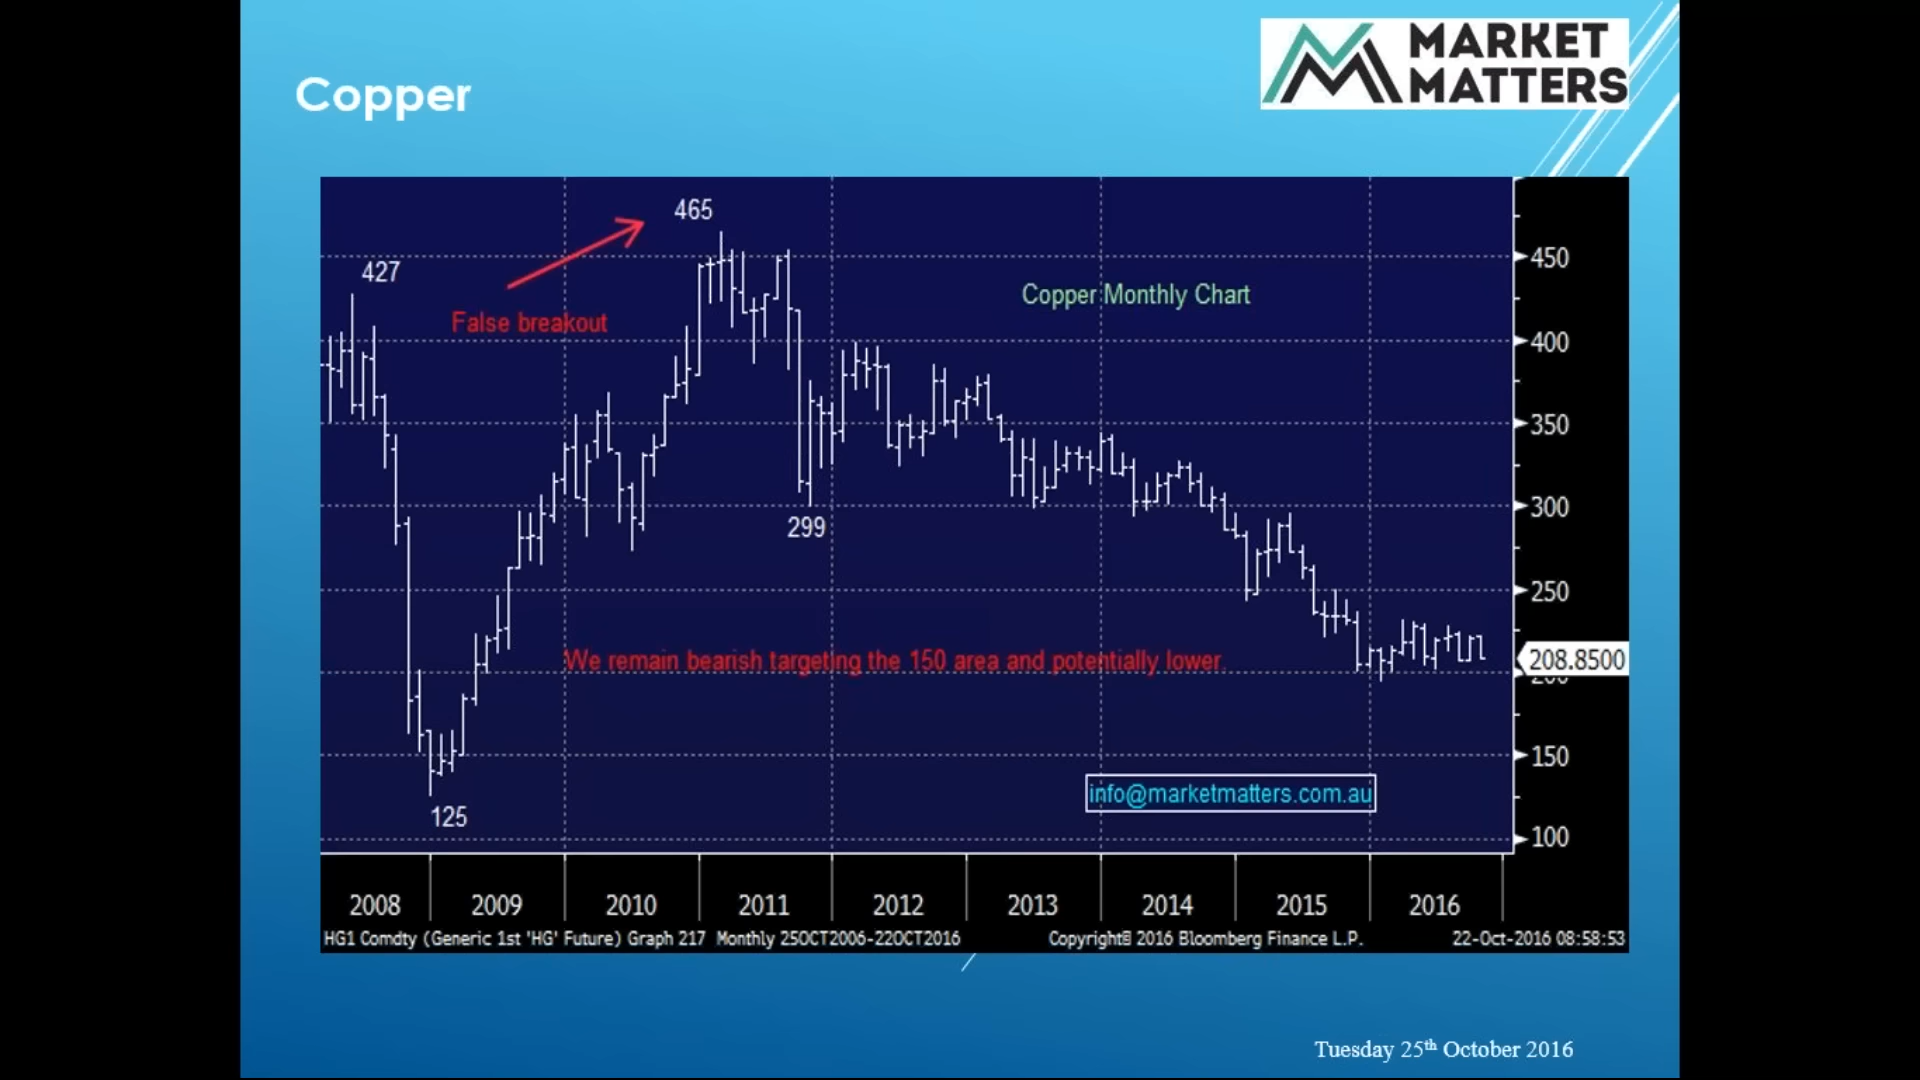 Copper
MARKET
MATTERS
465
427
450
Copper Monthly Chart
False breakout
400
350
300
299
250
We remain bearish targeting the 150 area and potentially lower.
208.8500
200
150
info@marketmatters.com.au
125
100
2008 2009 2010 2011 2012 2013 2014 2015 2016
HG1 Comdty (Generic 1st 'HG' Future) Graph 217 Monthly 25OCT2006-22OCT2016 Copyright© 2016 Bloomberg Finance L.P. 22-Oct-2016 08:58:53
Tuesday 25th October 2016